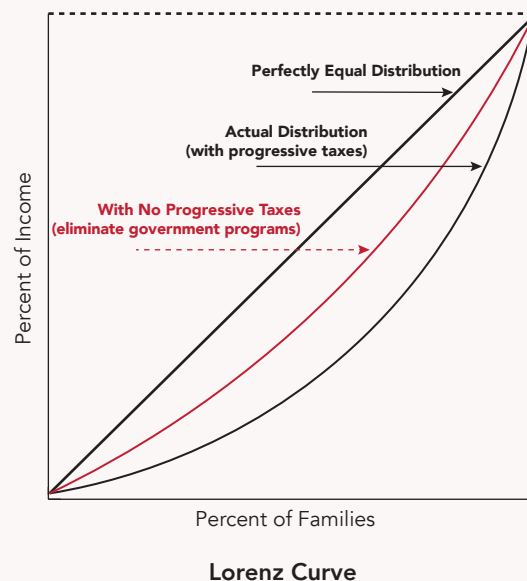 Perfectly Equal Distribution
Actual Distribution
(with progressive taxes)
With No Progressive Taxes
(eliminate government programs)
Percent of Income
Percent of Families
Lorenz Curve